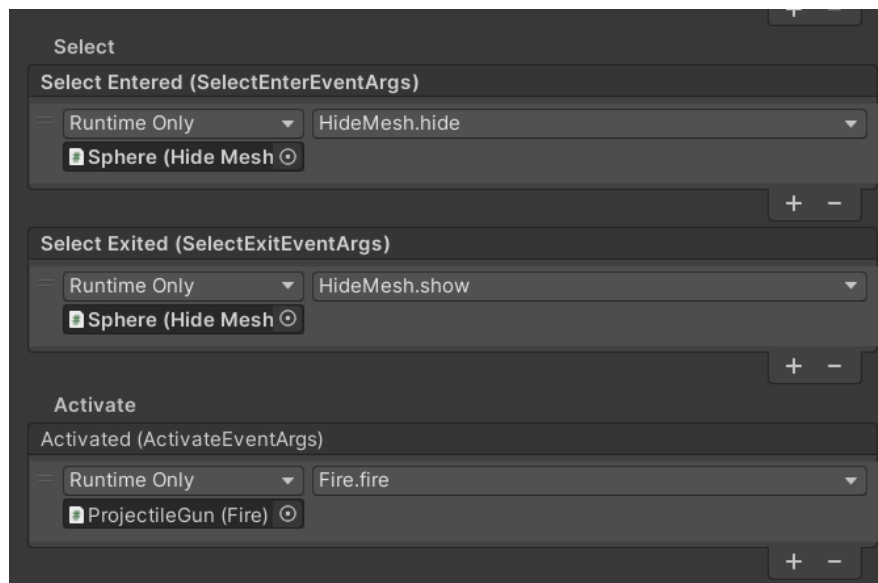 Select
Select Entered (SelectEnterEventArgs)
Runtime Only HideMesh.hide
Sphere (Hide Mesh
+ −
Select Exited (SelectExitEventArgs)
Runtime Only HideMesh.show
Sphere (Hide Mesh
+ −
Activate
Activated (ActivateEventArgs)
Runtime Only Fire.fire
ProjectileGun (Fire)
+ −